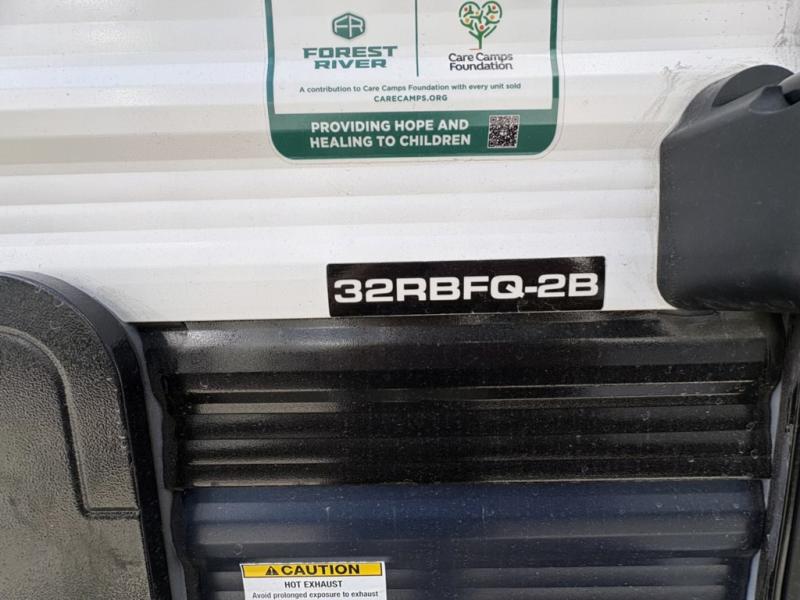 FR
FOREST
RIVER
Care Camps
Foundation
A contribution to Care Camps Foundation with every unit sold
CARECAMPS.ORG
PROVIDING HOPE AND
HEALING TO CHILDREN
32RBFQ-2B
CAUTION
HOT EXHAUST
Avoid prolonged exposure to exhaust